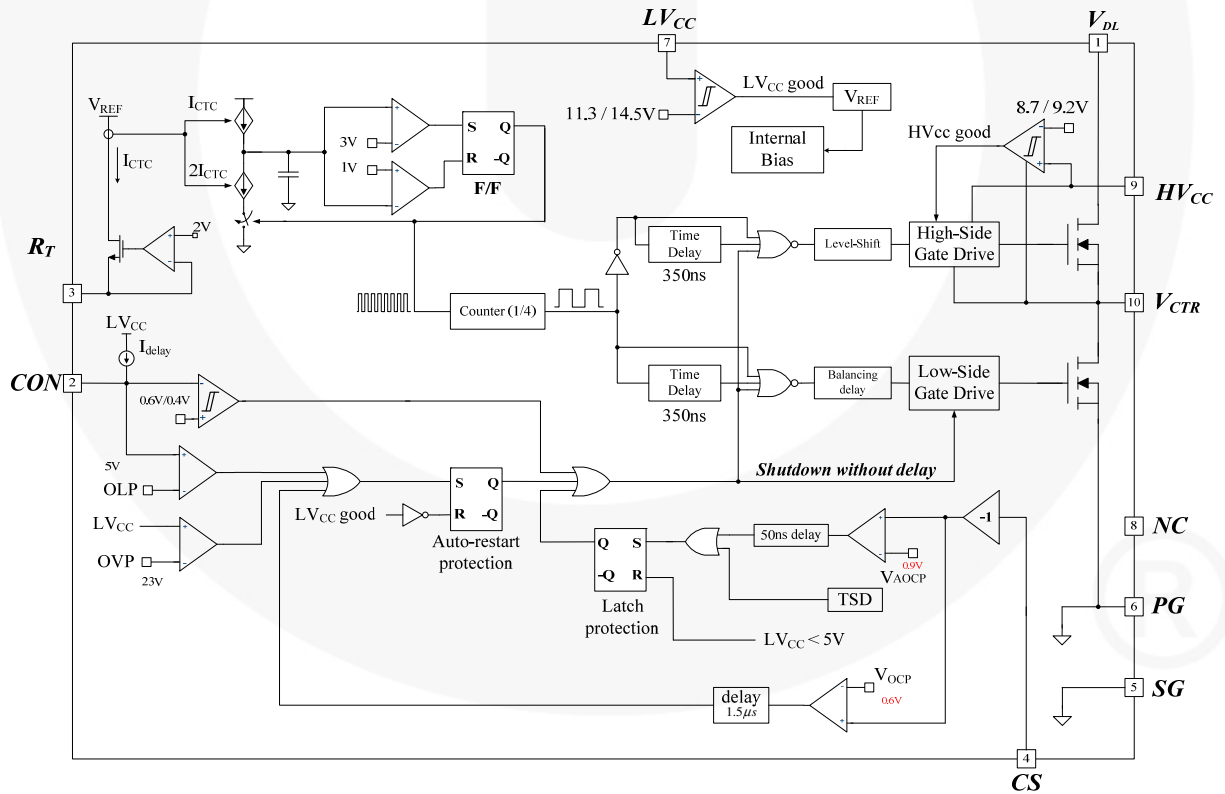 LVCC
VDL
7
1
VREF
ICTC
+
-
LVCC good
VREF
11.3 / 14.5V
8.7 / 9.2V
HVcc good
-
+
Internal
Bias
ICTC
2ICTC
3V
+
-
1V
+
-
S
Q
R
-Q
F/F
9
HVCC
2V
+
-
RT
3
Time
Delay
350ns
Level-Shift
High-Side
Gate Drive
10
VCTR
Counter (1/4)
LVCC
Idelay
CON
2
-
0.6V/0.4V
+
Time
Delay
350ns
Balancing
delay
Low-Side
Gate Drive
5V
+
-
OLP
S
Q
R
-Q
Shutdown without delay
LVCC good
Auto-restart
protection
LVCC
+
-
OVP
23V
Q
S
-Q
R
Latch
protection
50ns delay
+
-
0.9V
VAOCP
-1
8
NC
TSD
LVCC < 5V
6
PG
delay
1.5μs
-
+
VOCP
0.6V
5
SG
4
CS
®